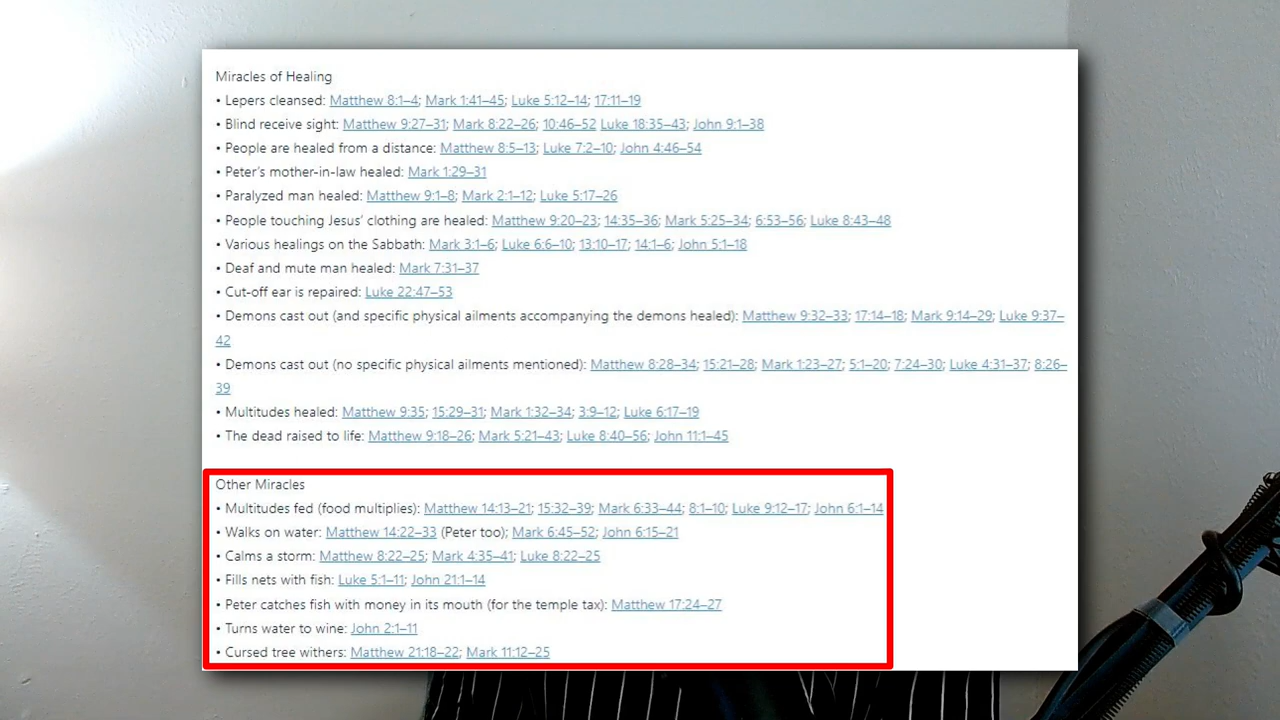 Miracles of Healing
• Lepers cleansed: Matthew 8:1–4; Mark 1:41–45; Luke 5:12–14; 17:11–19
• Blind receive sight: Matthew 9:27–31; Mark 8:22–26; 10:46–52 Luke 18:35–43; John 9:1–38
• People are healed from a distance: Matthew 8:5–13; Luke 7:2–10; John 4:46–54
• Peter’s mother-in-law healed: Mark 1:29–31
• Paralyzed man healed: Matthew 9:1–8; Mark 2:1–12; Luke 5:17–26
• People touching Jesus’ clothing are healed: Matthew 9:20–23; 14:35–36; Mark 5:25–34; 6:53–56; Luke 8:43–48
• Various healings on the Sabbath: Mark 3:1–6; Luke 6:6–10; 13:10–17; 14:1–6; John 5:1–18
• Deaf and mute man healed: Mark 7:31–37
• Cut-off ear is repaired: Luke 22:47–53
• Demons cast out (and specific physical ailments accompanying the demons healed): Matthew 9:32–33; 17:14–18; Mark 9:14–29; Luke 9:37–
42
• Demons cast out (no specific physical ailments mentioned): Matthew 8:28–34; 15:21–28; Mark 1:23–27; 5:1–20; 7:24–30; Luke 4:31–37; 8:26–
39
• Multitudes healed: Matthew 9:35; 15:29–31; Mark 1:32–34; 3:9–12; Luke 6:17–19
• The dead raised to life: Matthew 9:18–26; Mark 5:21–43; Luke 8:40–56; John 11:1–45
Other Miracles
• Multitudes fed (food multiplies): Matthew 14:13–21; 15:32–39; Mark 6:33–44; 8:1–10; Luke 9:12–17; John 6:1–14
• Walks on water: Matthew 14:22–33 (Peter too); Mark 6:45–52; John 6:15–21
• Calms a storm: Matthew 8:22–25; Mark 4:35–41; Luke 8:22–25
• Fills nets with fish: Luke 5:1–11; John 21:1–14
• Peter catches fish with money in its mouth (for the temple tax): Matthew 17:24–27
• Turns water to wine: John 2:1–11
• Cursed tree withers: Matthew 21:18–22; Mark 11:12–25